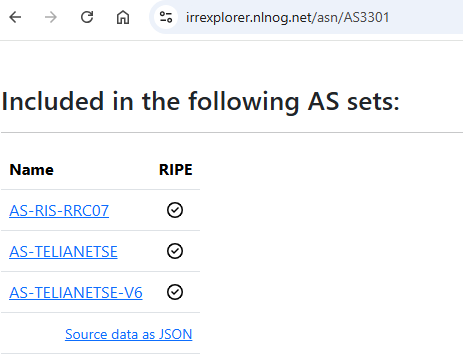 irrexplorer.nlnog.net/asn/AS3301
Included in the following AS sets:
Name RIPE
AS-RIS-RRC07
AS-TELIANETSE
AS-TELIANETSE-V6
Source data as JSON